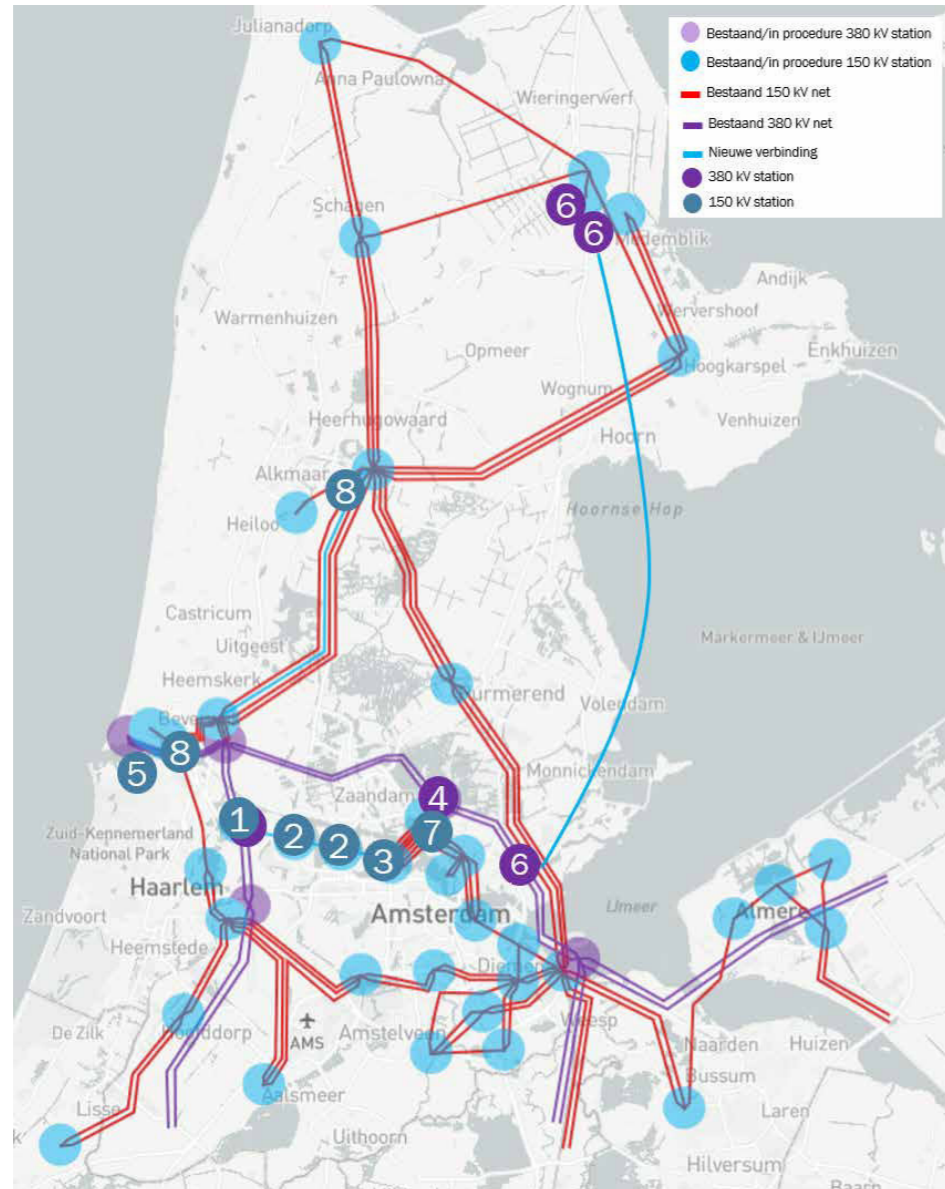 Bestaand/in procedure 380 kV station
Bestaand/in procedure 150 kV station
Bestaand 150 kV net
Bestaand 380 kV net
Nieuwe verbinding
380 kV station
150 kV station
Julianadorp
Anna Paulowna
Wieringerwerf
Schagen
6
6
Medemblik
Andijk
Warmenhuizen
Wervershoof
Opmeer
Enkhuizen
Hoogkarspel
Wognum
Venhuizen
Heerhugowaard
Hoorn
Alkmaar
8
Hoornse Hop
Heiloo
Castricum
Markermeer & IJmeer
Uitgeest
Heemskerk
Volendam
8
5
Monnickendam
Zaandam
4
1
7
2
2
3
6
Zuid-Kennemerland
National Park
Haarlem
IJmeer
Zandvoort
Amsterdam
Almere
Heemstede
Diemen
De Zilk
Amstelveen
Weesp
AMS
Naarden
Huizen
Bussum
Aalsmeer
Lisse
Laren
Uithoorn
Hilversum